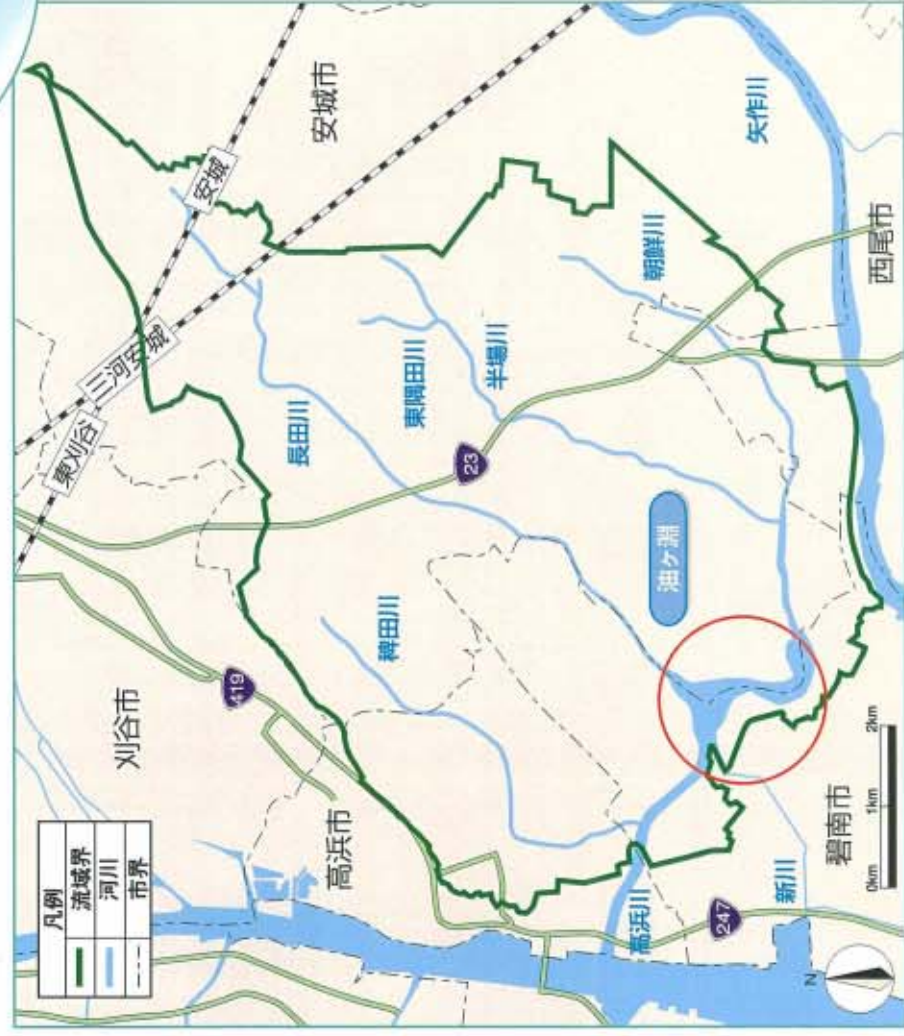 凡例
流域界
河川
市界
刈谷市
高浜市
安城市
碧南市
西尾市
東刈谷
三河安城
安城
419
23
247
長田川
東隅田川
半場川
朝鮮川
矢作川
稗田川
油ヶ淵
高浜川
新川
N
0km 1km 2km